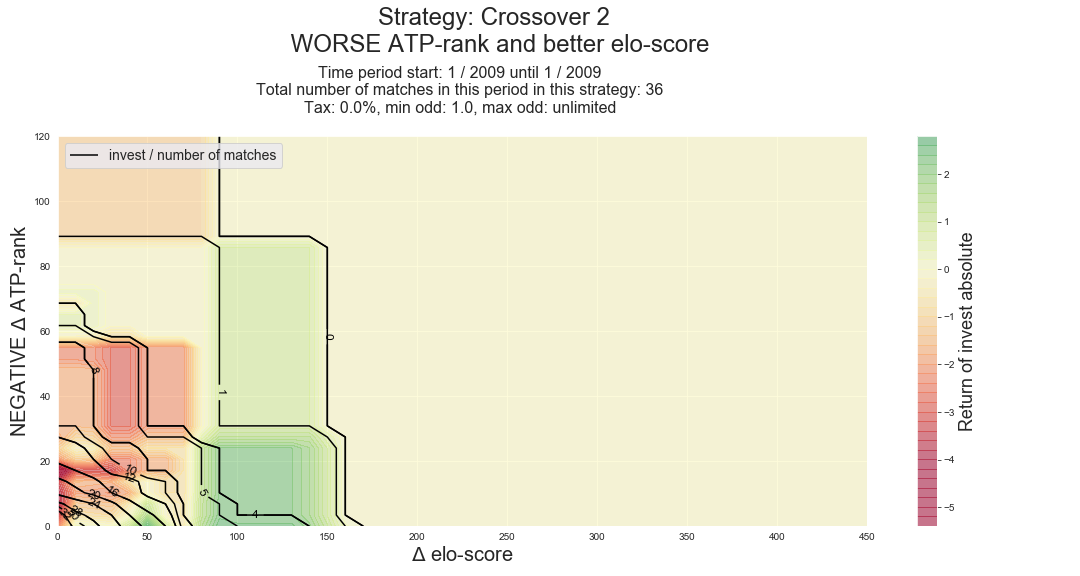 Strategy: Crossover 2
WORSE ATP-rank and better elo-score
Time period start: 1 / 2009 until 1 / 2009
Total number of matches in this period in this strategy: 36
Tax: 0.0%, min odd: 1.0, max odd: unlimited
invest / number of matches
NEGATIVE Δ ATP-rank
120
100
80
60
40
20
0
0
1
8
10
12
16
20
24
28
5
4
0 50 100 150 200 250 300 350 400 450
Δ elo-score
2
1
0
−1
−2
−3
−4
−5
Return of invest absolute